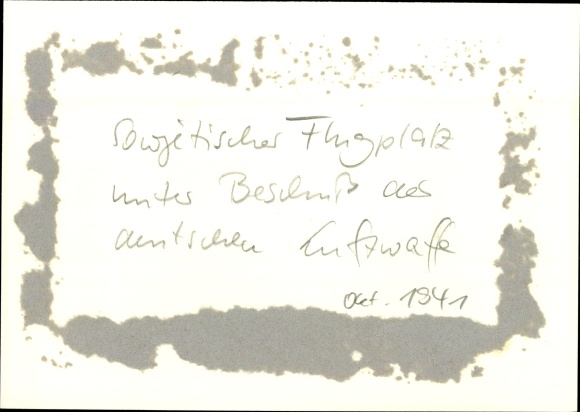 Sowjetischer Flugplatz
unter Beschuß der
deutschen Luftwaffe
Okt. 1941